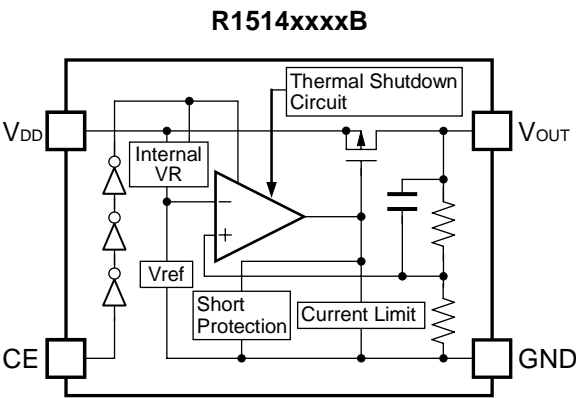 R1514xxxxB
Thermal Shutdown
Circuit
VDD
VOUT
Internal
VR
−
+
Vref
Short
Protection
Current Limit
CE
GND